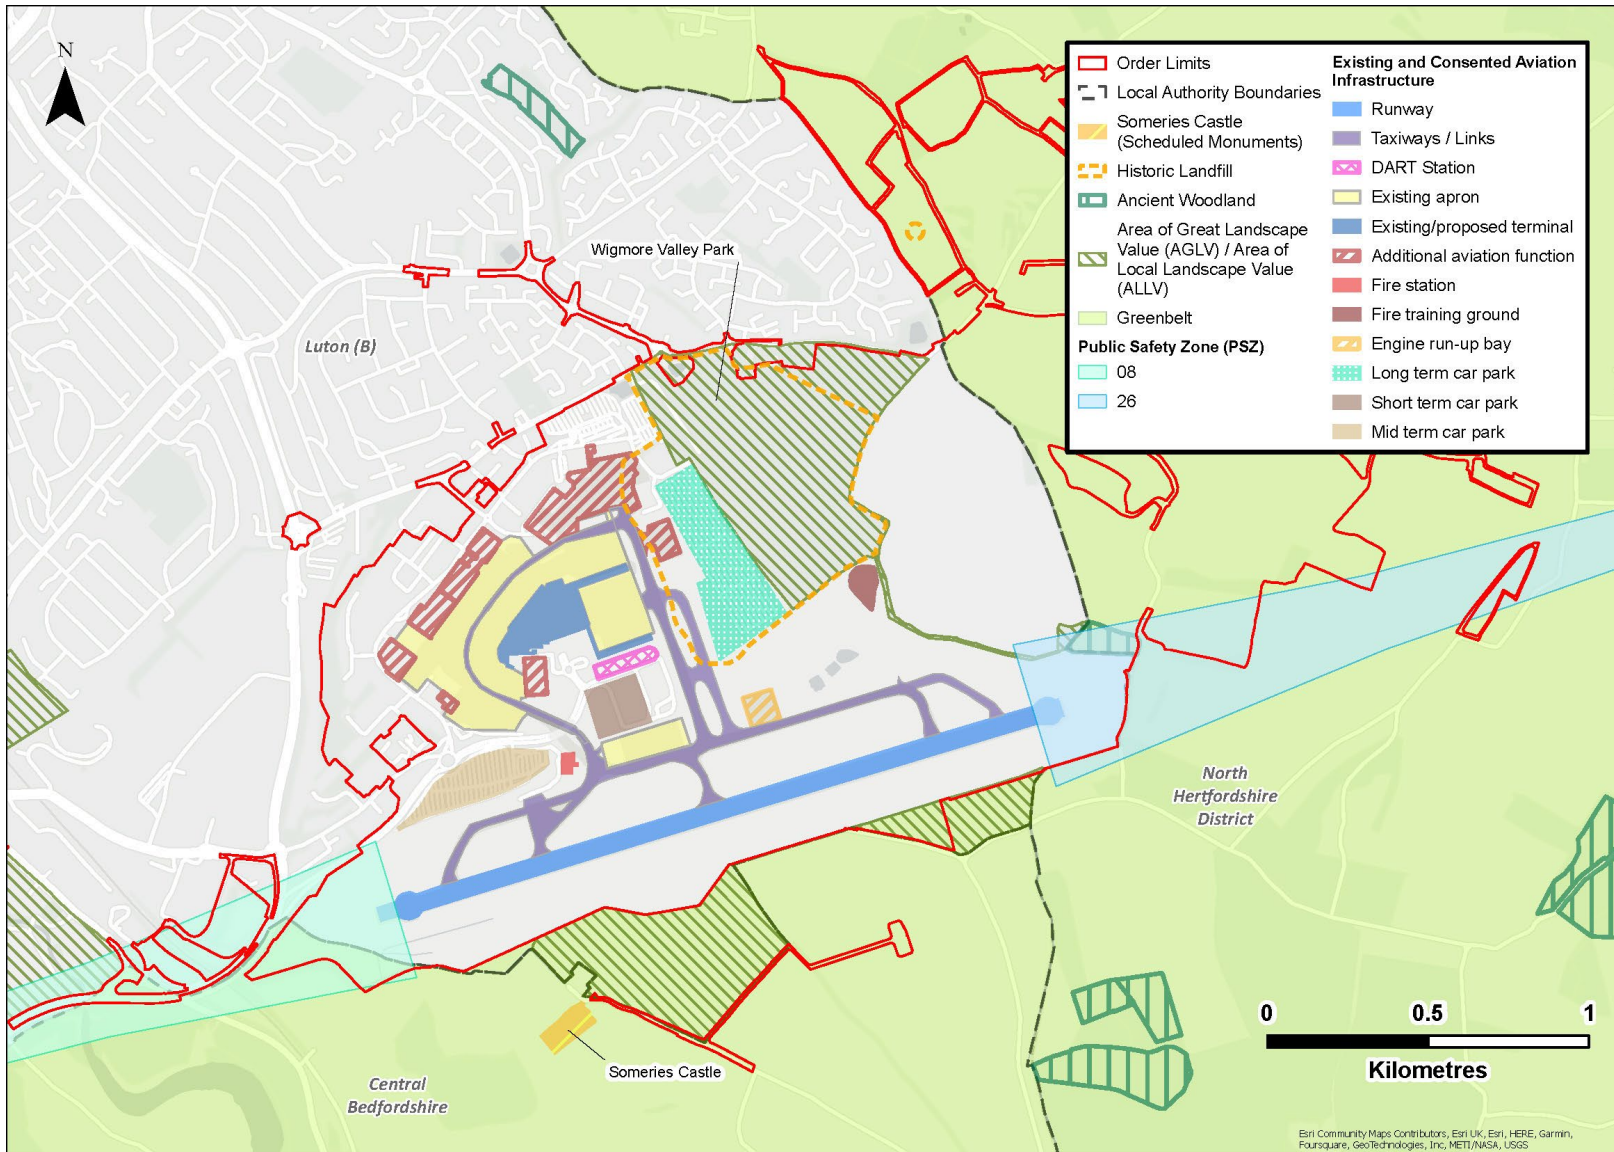 N
Order Limits
Local Authority Boundaries
Someries Castle
(Scheduled Monuments)
Historic Landfill
Ancient Woodland
Area of Great Landscape
Value (AGLV) / Area of
Local Landscape Value
(ALLV)
Greenbelt
Public Safety Zone (PSZ)
08
26
Existing and Consented Aviation
Infrastructure
Runway
Taxiways / Links
DART Station
Existing apron
Existing/proposed terminal
Additional aviation function
Fire station
Fire training ground
Engine run-up bay
Long term car park
Short term car park
Mid term car park
Wigmore Valley Park
Luton (B)
North
Hertfordshire
District
Someries Castle
Central
Bedfordshire
0 0.5 1
Kilometres
Esri Community Maps Contributors, Esri UK, Esri, HERE, Garmin,
Foursquare, GeoTechnologies, Inc, METI/NASA, USGS